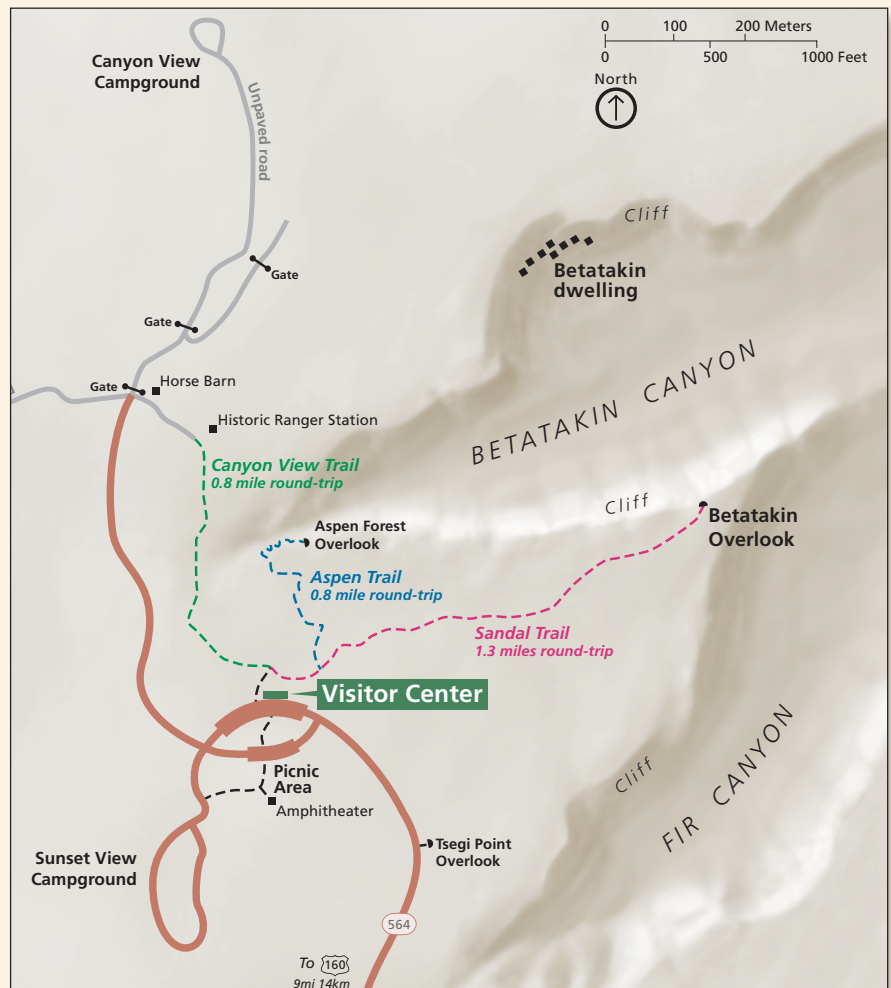 0 100 200 Meters
0 500 1000 Feet
North
Canyon View
Campground
Unpaved road
Cliff
Betatakin
dwelling
Gate
Gate
Gate
Horse Barn
Historic Ranger Station
BETATAKIN CANYON
Canyon View Trail
0.8 mile round-trip
Cliff
Aspen Forest
Overlook
Betatakin
Overlook
Aspen Trail
0.8 mile round-trip
Sandal Trail
1.3 miles round-trip
Visitor Center
Cliff
FIR CANYON
Picnic
Area
Amphitheater
Tsegi Point
Overlook
Sunset View
Campground
564
To 160
9mi 14km